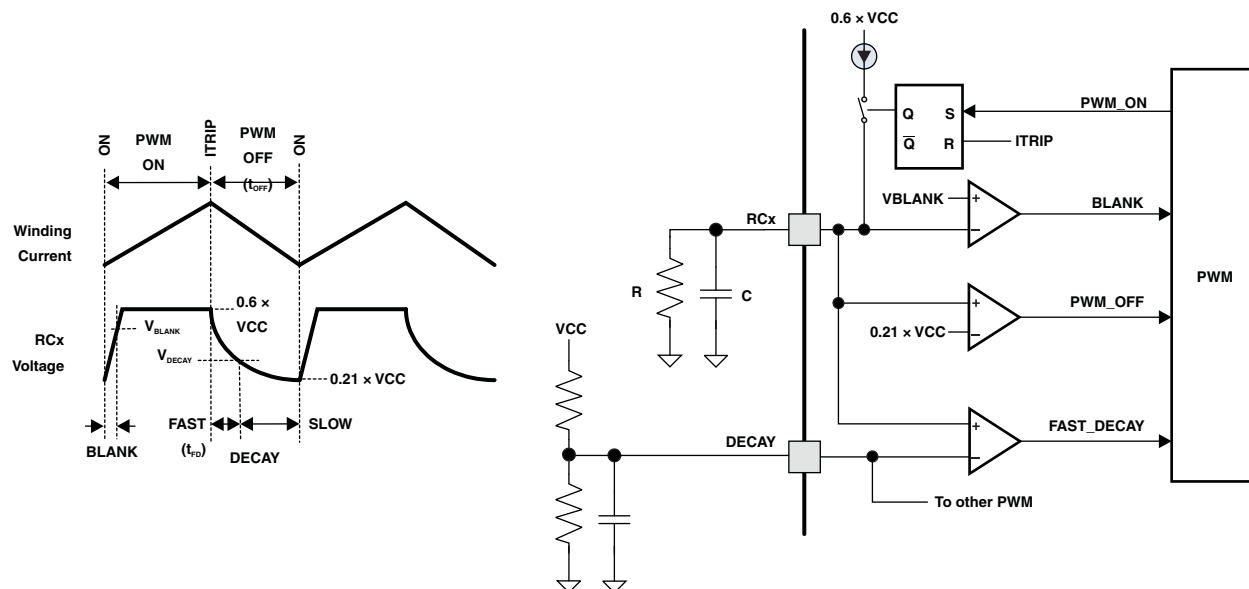 ON
PWM
ON
ITRIP
PWM
OFF
(tOFF)
ON
Winding
Current
RCx
Voltage
0.6 ×
VCC
VBLANK
VDECAY
0.21 × VCC
BLANK
FAST
(tFD)
DECAY
SLOW
0.6 × VCC
Q
S
Q
R
PWM_ON
ITRIP
VBLANK
+
−
BLANK
RCx
R
C
+
−
0.21 × VCC
PWM_OFF
PWM
VCC
DECAY
+
−
FAST_DECAY
To other PWM